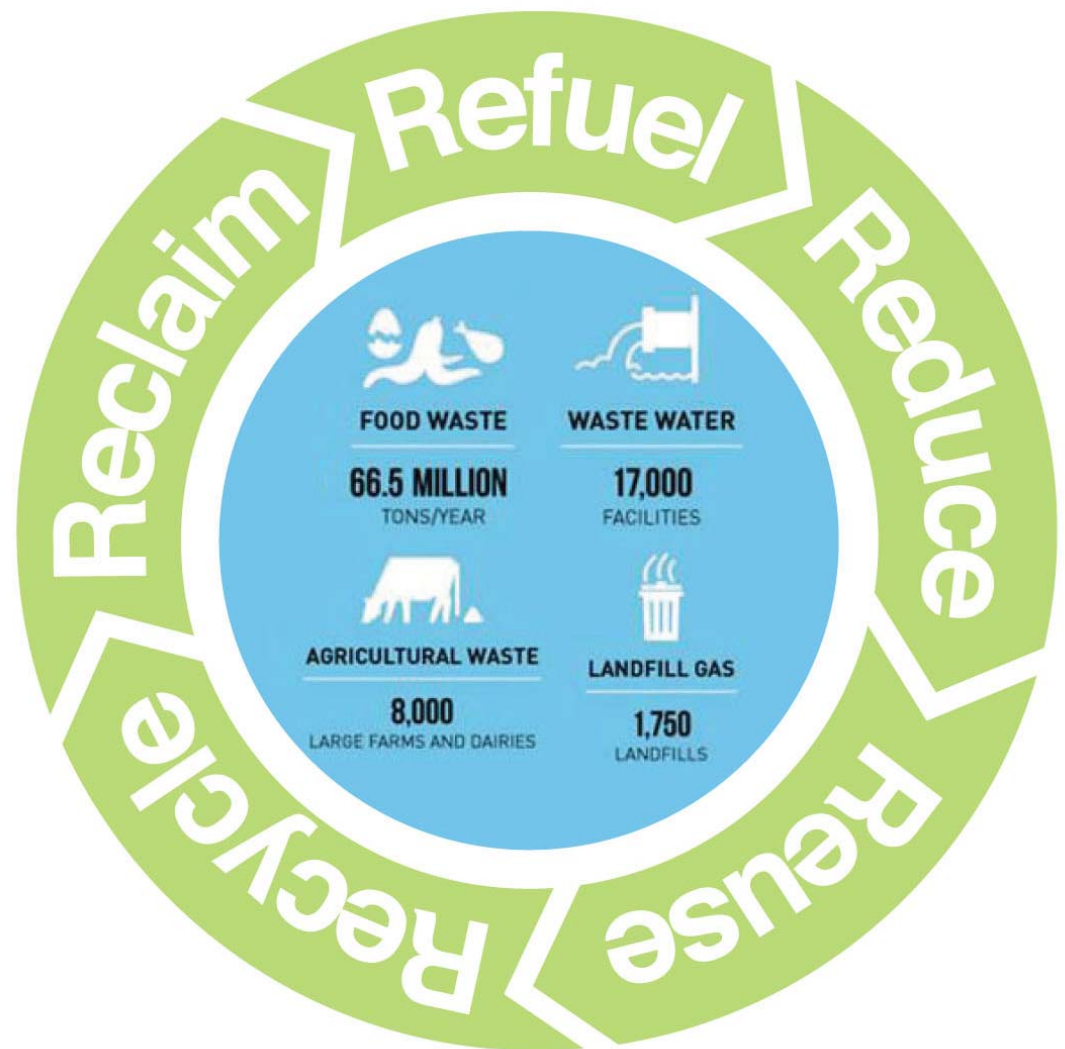 Refuel
Reduce
Reuse
Recycle
Reclaim
FOOD WASTE
66.5 MILLION
TONS/YEAR
WASTE WATER
17,000
FACILITIES
AGRICULTURAL WASTE
8,000
LARGE FARMS AND DAIRIES
LANDFILL GAS
1,750
LANDFILLS